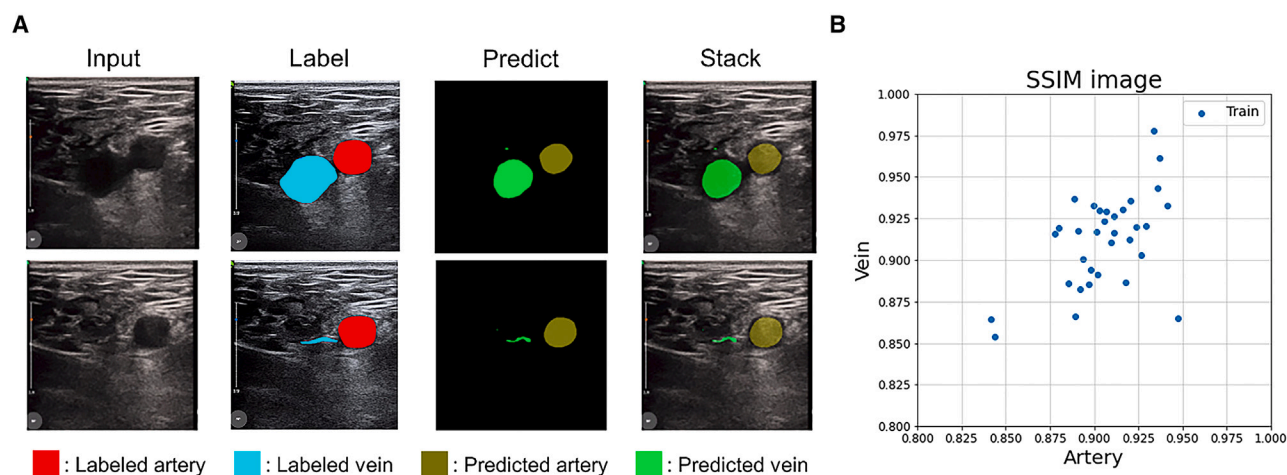 A
Input
Label
Predict
Stack
: Labeled artery
: Labeled vein
: Predicted artery
: Predicted vein
B
SSIM image
Train
Vein
1.000
0.975
0.950
0.925
0.900
0.875
0.850
0.825
0.800
0.800 0.825 0.850 0.875 0.900 0.925 0.950 0.975 1.000
Artery